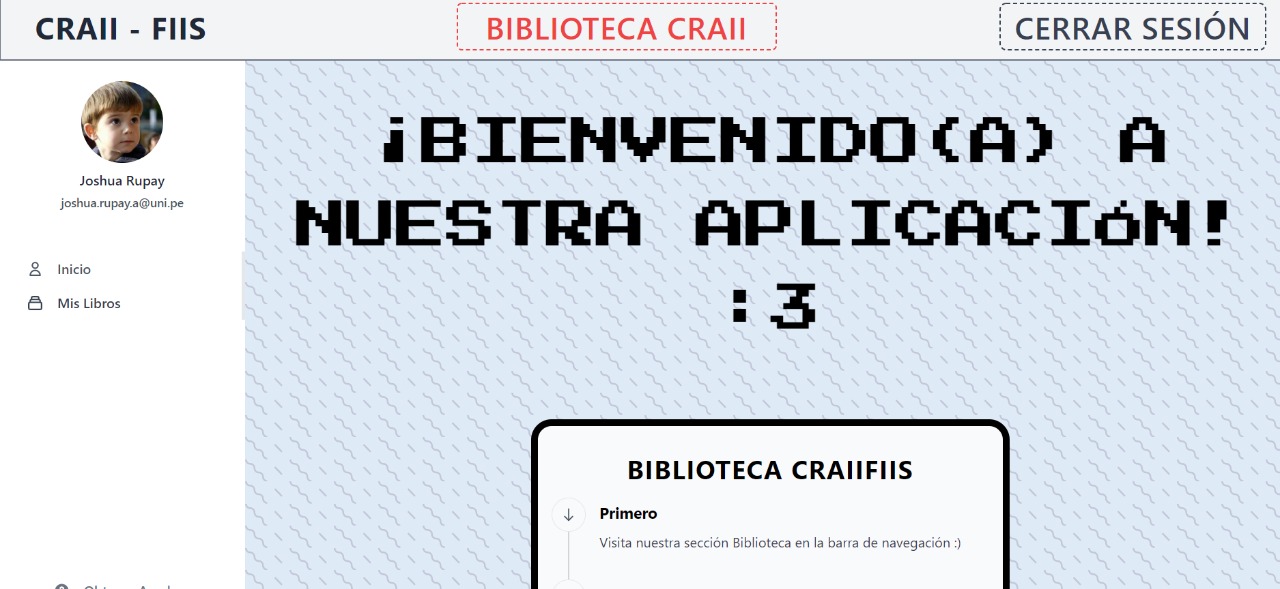 CRAII - FIIS
BIBLIOTECA CRAII
CERRAR SESIÓN
Joshua Rupay
joshua.rupay.a@uni.pe
Inicio
Mis Libros
¡BIENVENIDO(A) A
NUESTRA APLICACIóN!
:3
BIBLIOTECA CRAIIFIIS
Primero
Visita nuestra sección Biblioteca en la barra de navegación :)